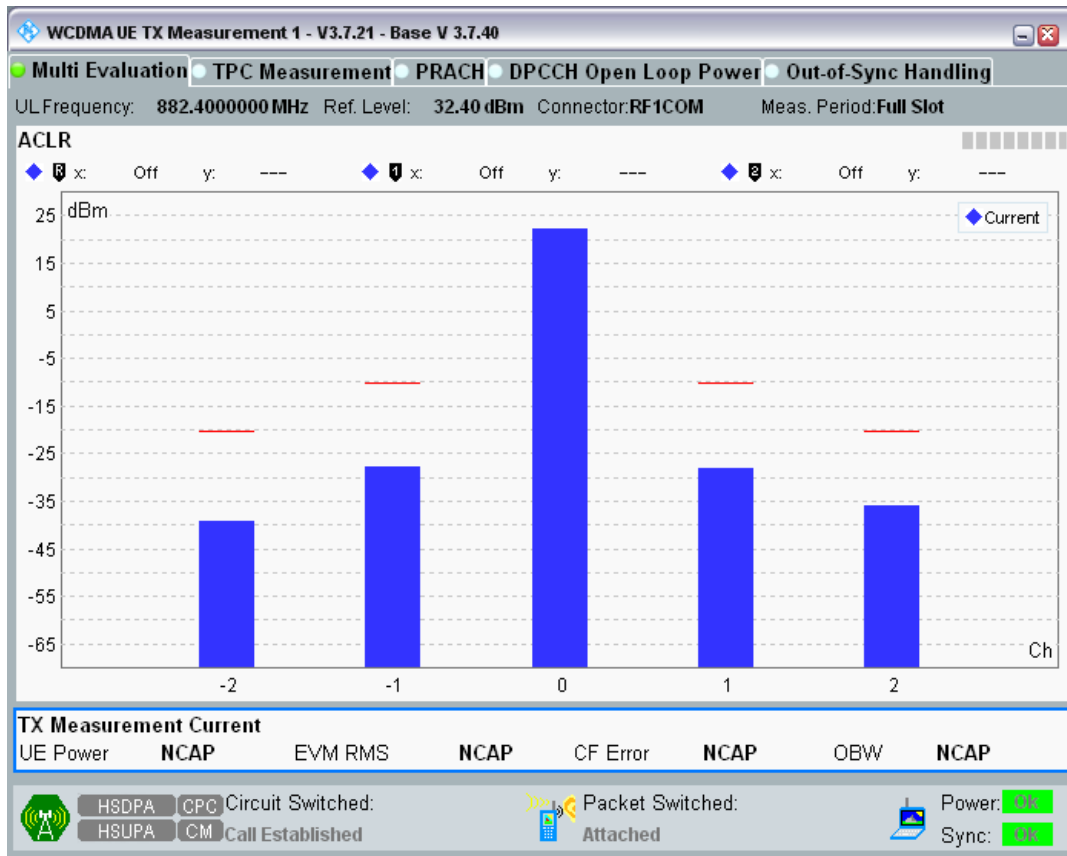 WCDMA UE TX Measurement 1 - V3.7.21 - Base V 3.7.40
Multi Evaluation TPC Measurement PRACH DPCCH Open Loop Power Out-of-Sync Handling
UL Frequency: 882.4000000 MHz Ref. Level: 32.40 dBm Connector:RF1COM Meas. Period:Full Slot
ACLR
R x: Off y: --- 1 x: Off y: --- 2 x: Off y: ---
dBm
Current
25
15
5
-5
-15
-25
-35
-45
-55
-65
Ch
-2 -1 0 1 2
TX Measurement Current
UE Power NCAP EVM RMS NCAP CF Error NCAP OBW NCAP
HSDPA CPC Circuit Switched: Packet Switched: Power: Ok
HSUPA CM Call Established Attached Sync: Ok